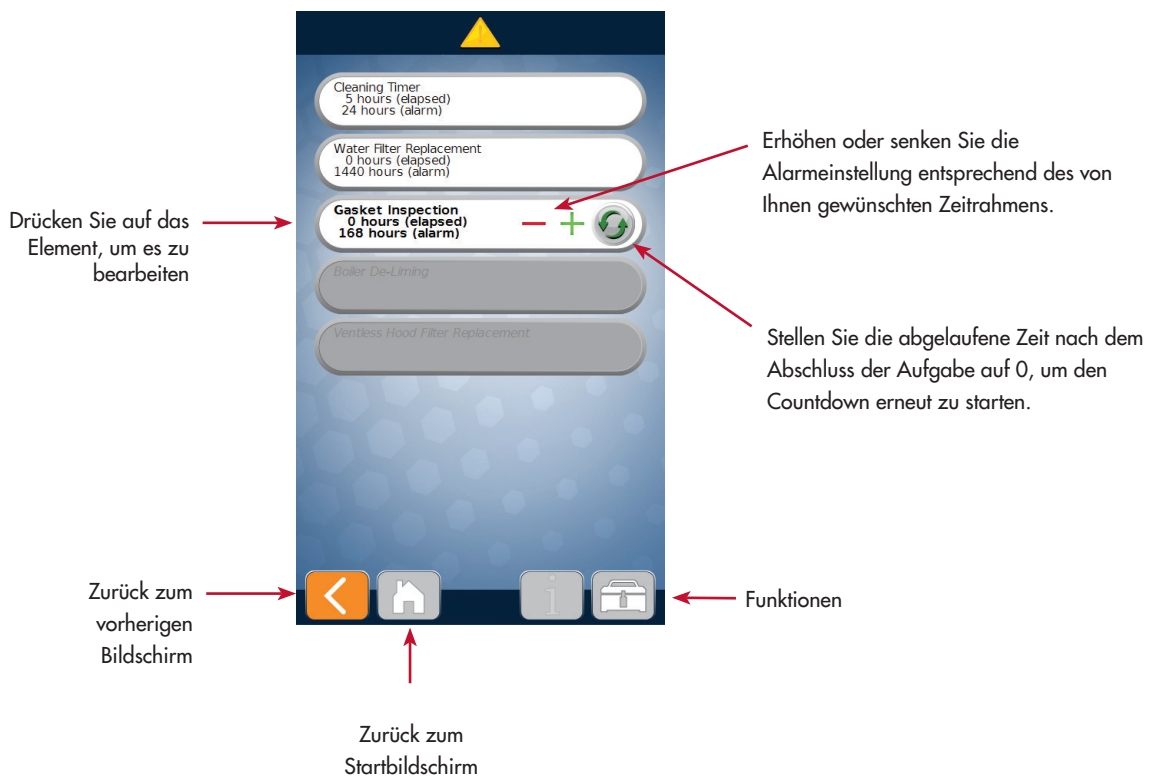 Cleaning Timer
5 hours (elapsed)
24 hours (alarm)
Water Filter Replacement
0 hours (elapsed)
1440 hours (alarm)
Gasket Inspection
0 hours (elapsed)
168 hours (alarm)
Boiler De-Liming
Ventless Hood Filter Replacement
Drücken Sie auf das
Element, um es zu
bearbeiten
Erhöhen oder senken Sie die
Alarmeinstellung entsprechend des von
Ihnen gewünschten Zeitrahmens.
Stellen Sie die abgelaufene Zeit nach dem
Abschluss der Aufgabe auf 0, um den
Countdown erneut zu starten.
Zurück zum
vorherigen
Bildschirm
Funktionen
Zurück zum
Startbildschirm